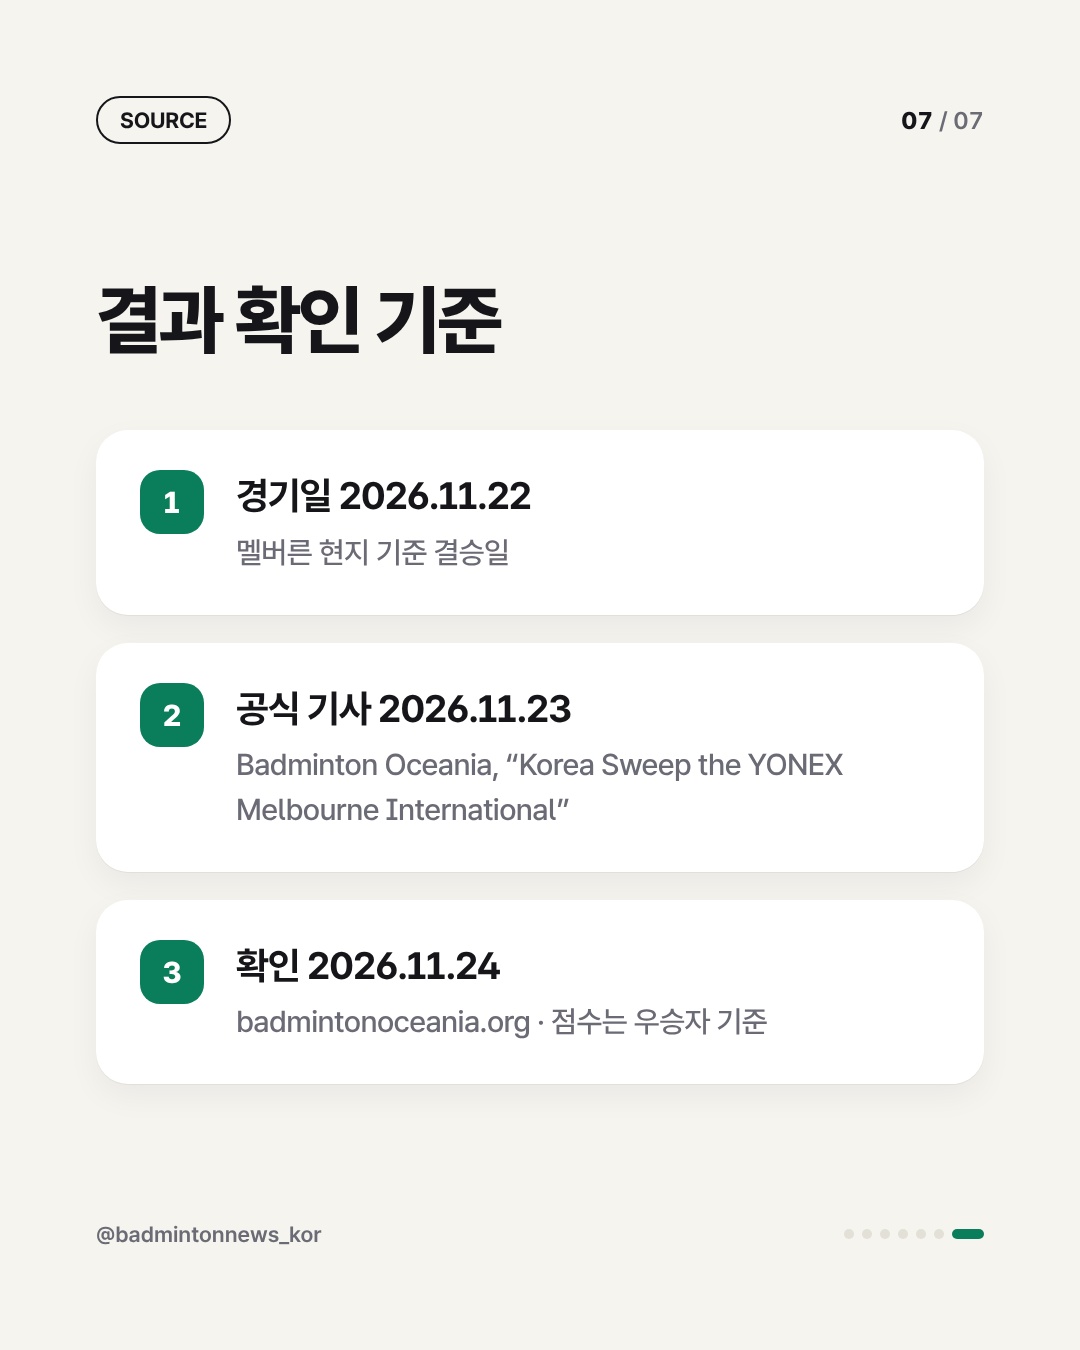 SOURCE
07 / 07
결과 확인 기준
1
경기일 2026.11.22
멜버른 현지 기준 결승일
2
공식 기사 2026.11.23
Badminton Oceania, “Korea Sweep the YONEX
Melbourne International”
3
확인 2026.11.24
badmintonoceania.org · 점수는 우승자 기준
@badmintonnews_kor